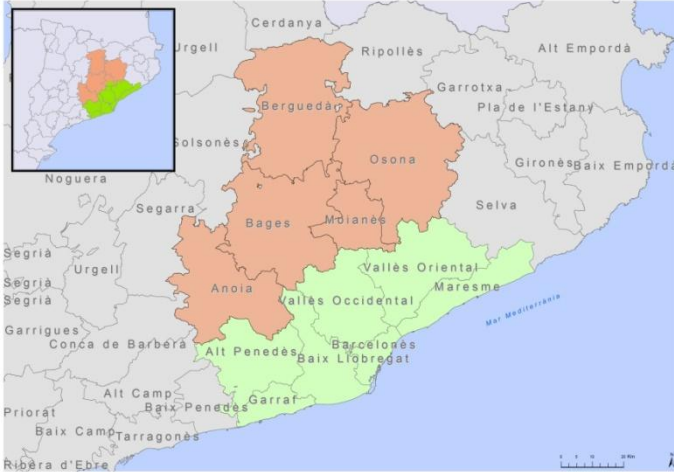 Cerdanya
Urgell
Ripollès
Alt Empordà
Garrotxa
Berguedà
Pla de l'Estany
Solsonès
Osona
Gironès
Baix Empordà
Noguera
Segarra
Bages
Moianès
Selva
Segrià
Urgell
Vallès Oriental
Segrià
Anoia
Maresme
Segrià
Vallès Occidental
Mar Mediterrània
Garrigues
Conca de Barberà
Barcelonès
Alt Penedès
Baix Llobregat
Alt Camp
Garraf
Priorat
Baix Penedès
Baix Camp
Tarragonès
Ribera d'Ebre